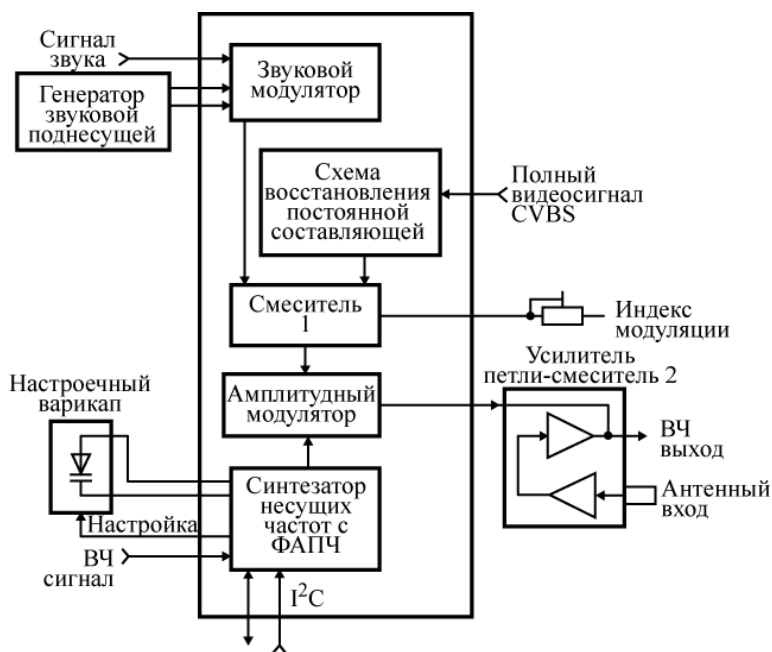 Сигнал
звука
Генератор
звуковой
поднесущей
Звуковой
модулятор
Схема
восстановления
постоянной
составляющей
Полный
видеосигнал
CVBS
Смеситель
1
Индекс
модуляции
Усилитель
петли-смеситель 2
Настроечный
варикап
Амплитудный
модулятор
ВЧ
выход
Антенный
вход
Синтезатор
несущих
частот с
ФАПЧ
Настройка
ВЧ
сигнал
I²C